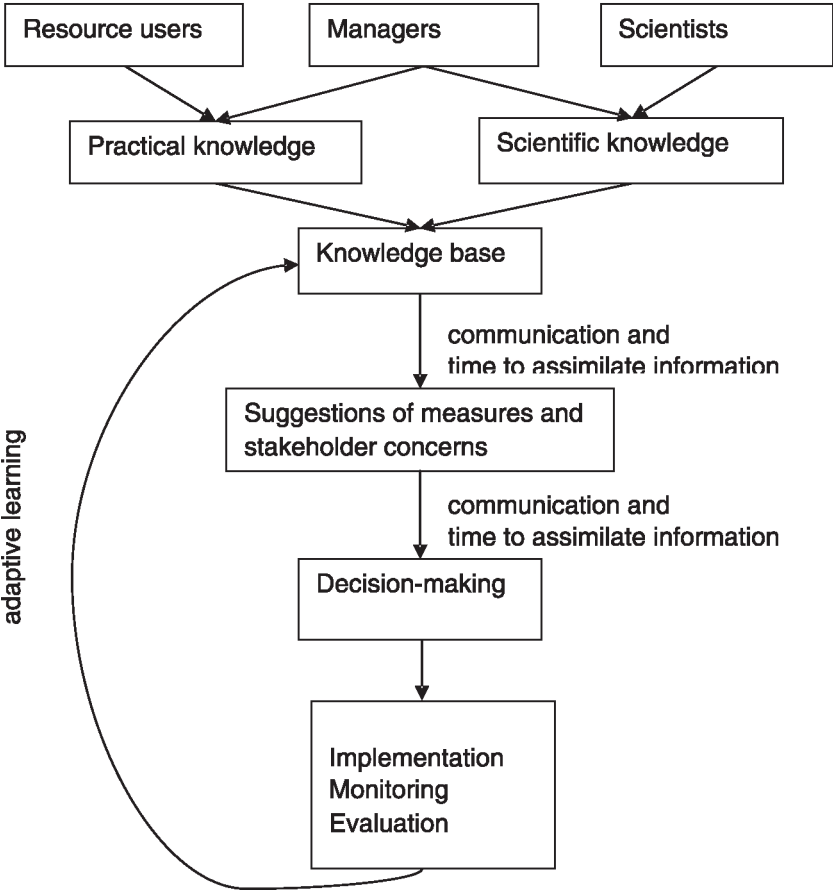 Resource users
Managers
Scientists
Practical knowledge
Scientific knowledge
Knowledge base
communication and
time to assimilate information
Suggestions of measures and
stakeholder concerns
communication and
time to assimilate information
Decision-making
adaptive learning
Implementation
Monitoring
Evaluation